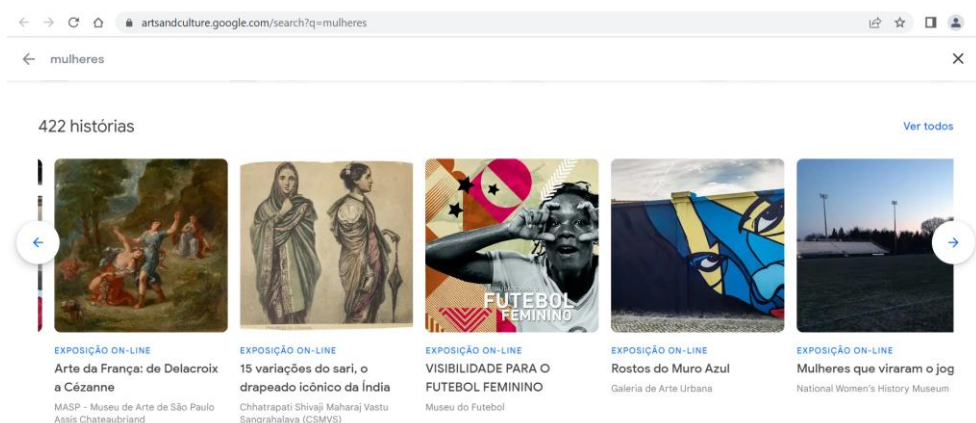 artsandculture.google.com/search?q=mulheres
mulheres
422 histórias
Ver todos
EXPOSIÇÃO ON-LINE
Arte da França: de Delacroix
a Cézanne
MASP - Museu de Arte de São Paulo
Assis Chateaubriand
EXPOSIÇÃO ON-LINE
15 variações do sari, o
drapeado icônico da Índia
Chhatrapati Shivaji Maharaj Vastu
Sangrahalaya (CSMVS)
FUTEBOL
FEMININO
EXPOSIÇÃO ON-LINE
VISIBILIDADE PARA O
FUTEBOL FEMININO
Museu do Futebol
EXPOSIÇÃO ON-LINE
Rostos do Muro Azul
Galeria de Arte Urbana
EXPOSIÇÃO ON-LINE
Mulheres que viraram o jog
National Women's History Museum